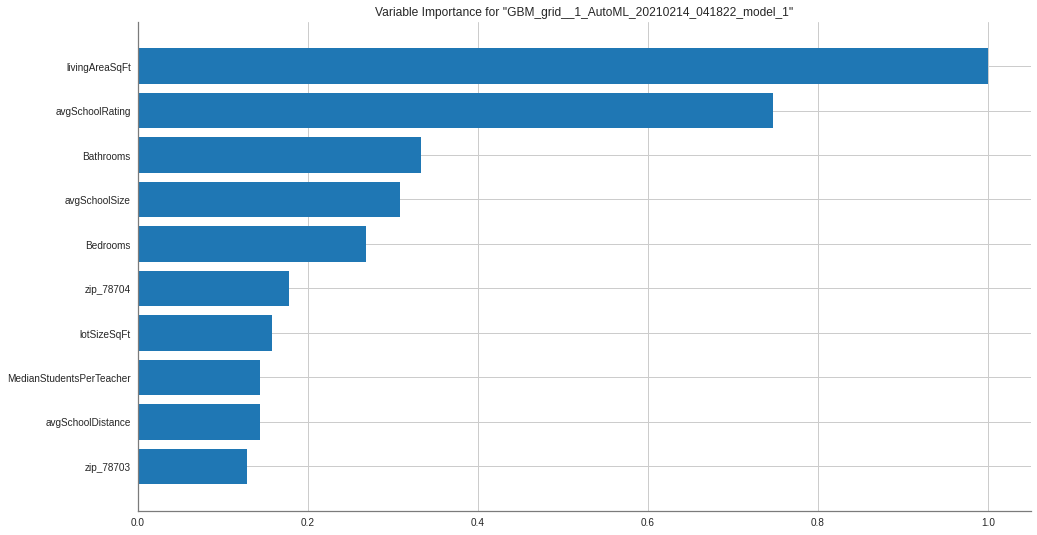 Variable Importance for "GBM_grid__1_AutoML_20210214_041822_model_1"
livingAreaSqFt
avgSchoolRating
Bathrooms
avgSchoolSize
Bedrooms
zip_78704
lotSizeSqFt
MedianStudentsPerTeacher
avgSchoolDistance
zip_78703
0.0 0.2 0.4 0.6 0.8 1.0